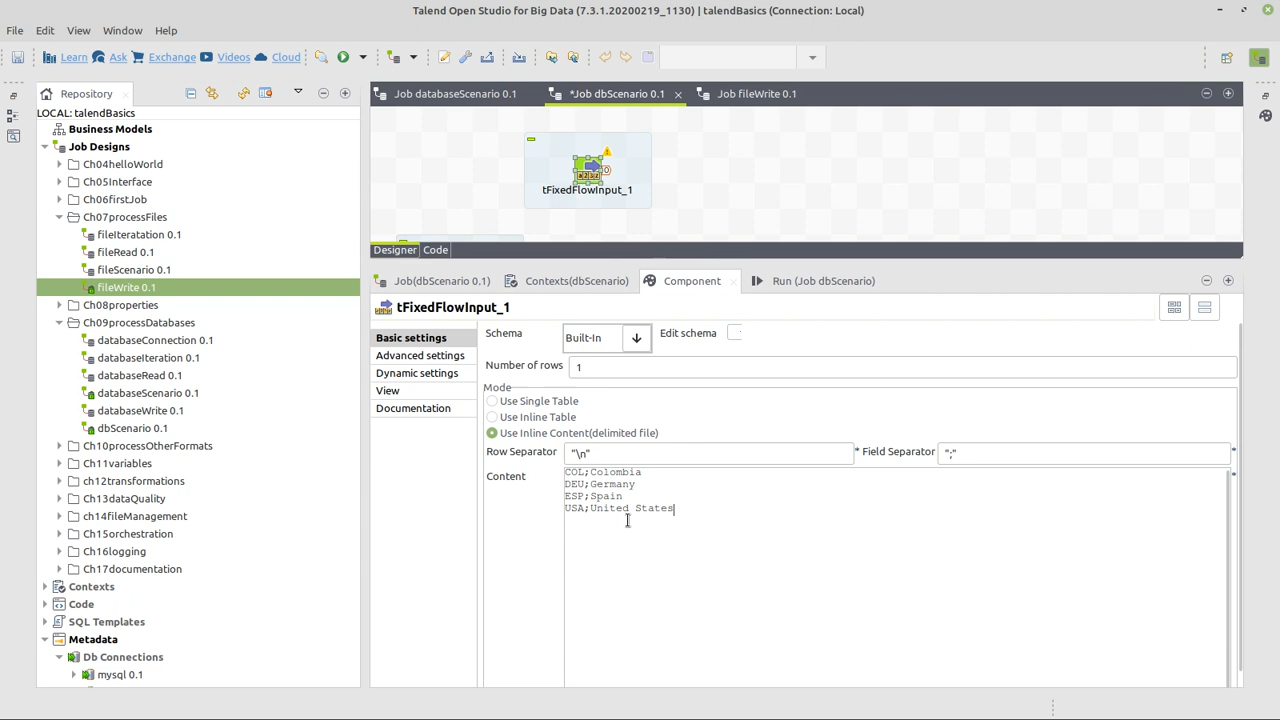 Talend Open Studio for Big Data (7.3.1.20200219_1130) | talendBasics (Connection: Local)
File Edit View Window Help
Learn Ask Exchange Videos Cloud
Repository
LOCAL: talendBasics
Business Models
Job Designs
Ch04helloWorld
Ch05Interface
Ch06firstJob
Ch07processFiles
fileIteratation 0.1
fileRead 0.1
fileScenario 0.1
fileWrite 0.1
Ch08properties
Ch09processDatabases
databaseConnection 0.1
databaseIteration 0.1
databaseRead 0.1
databaseScenario 0.1
databaseWrite 0.1
dbScenario 0.1
Ch10processOtherFormats
Ch11variables
ch12transformations
Ch13dataQuality
ch14fileManagement
Ch15orchestration
Ch16logging
Ch17documentation
Contexts
Code
SQL Templates
Metadata
Db Connections
mysql 0.1
Job databaseScenario 0.1
*Job dbScenario 0.1
Job fileWrite 0.1
tFixedFlowInput_1
Designer Code
Job(dbScenario 0.1)
Contexts(dbScenario)
Component
Run (Job dbScenario)
tFixedFlowInput_1
Basic settings
Advanced settings
Dynamic settings
View
Documentation
Schema Built-In Edit schema
Number of rows 1
Mode
Use Single Table
Use Inline Table
Use Inline Content(delimited file)
Row Separator "\n" * Field Separator ";" *
Content *
COL;Colombia
DEU;Germany
ESP;Spain
USA;United States